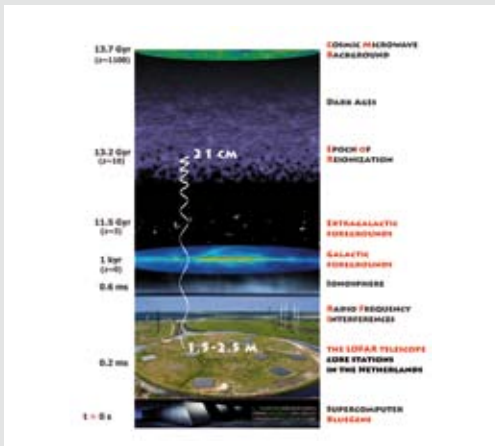 13.7 Gyr
(z~1100)
COSMIC MICROWAVE
BACKGROUND
DARK AGES
21 CM
13.2 Gyr
(z~10)
EPOCH OF
REIONIZATION
11.5 Gyr
(z~3)
EXTRAGALACTIC
FOREGROUNDS
1 kyr
(z~0)
GALACTIC
FOREGROUNDS
0.6 ms
IONOSPHERE
RADIO FREQUENCY
INTERFERENCES
1.5-2.5 M
0.2 ms
THE LOFAR TELESCOPE
CORE STATIONS
IN THE NETHERLANDS
t = 0 s
SUPERCOMPUTER
BLUEGENE